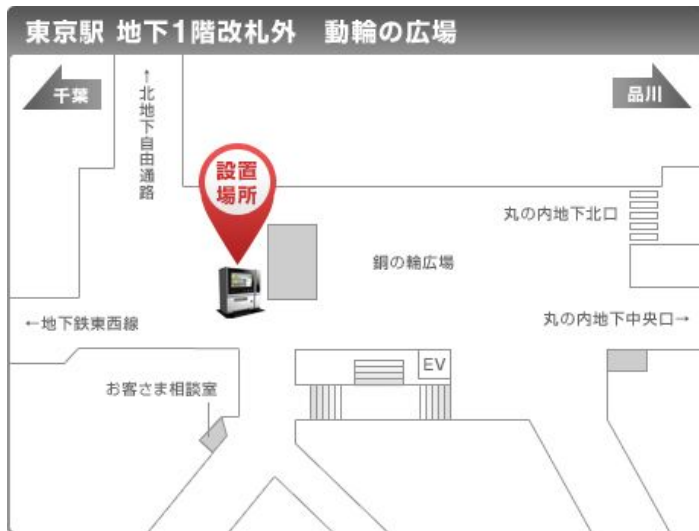 東京駅 地下1階改札外 動輪の広場
千葉
↑北地下自由通路
品川
設置
場所
丸の内地下北口
銅の輪広場
←地下鉄東西線
丸の内地下中央口→
EV
お客さま相談室